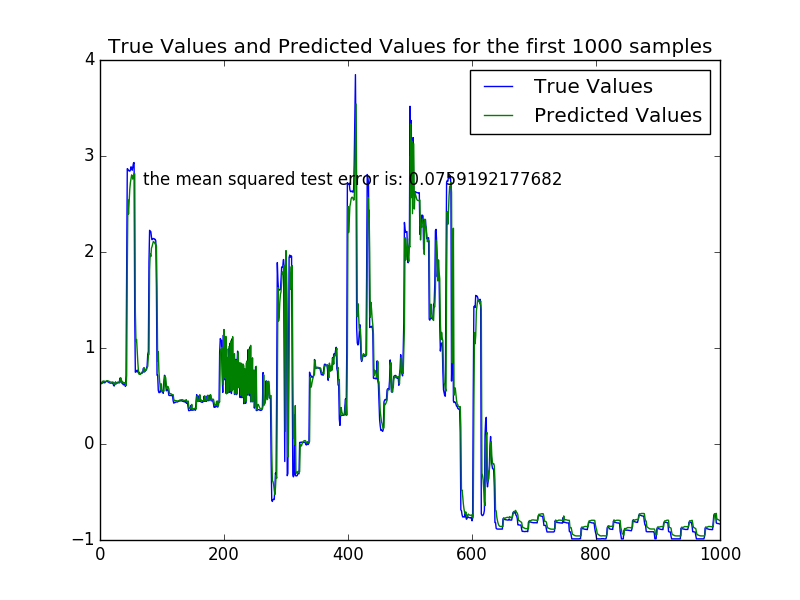 True Values and Predicted Values for the first 1000 samples
True Values
Predicted Values
the mean squared test error is: 0.0759192177682
4
3
2
1
0
−1
0 200 400 600 800 1000